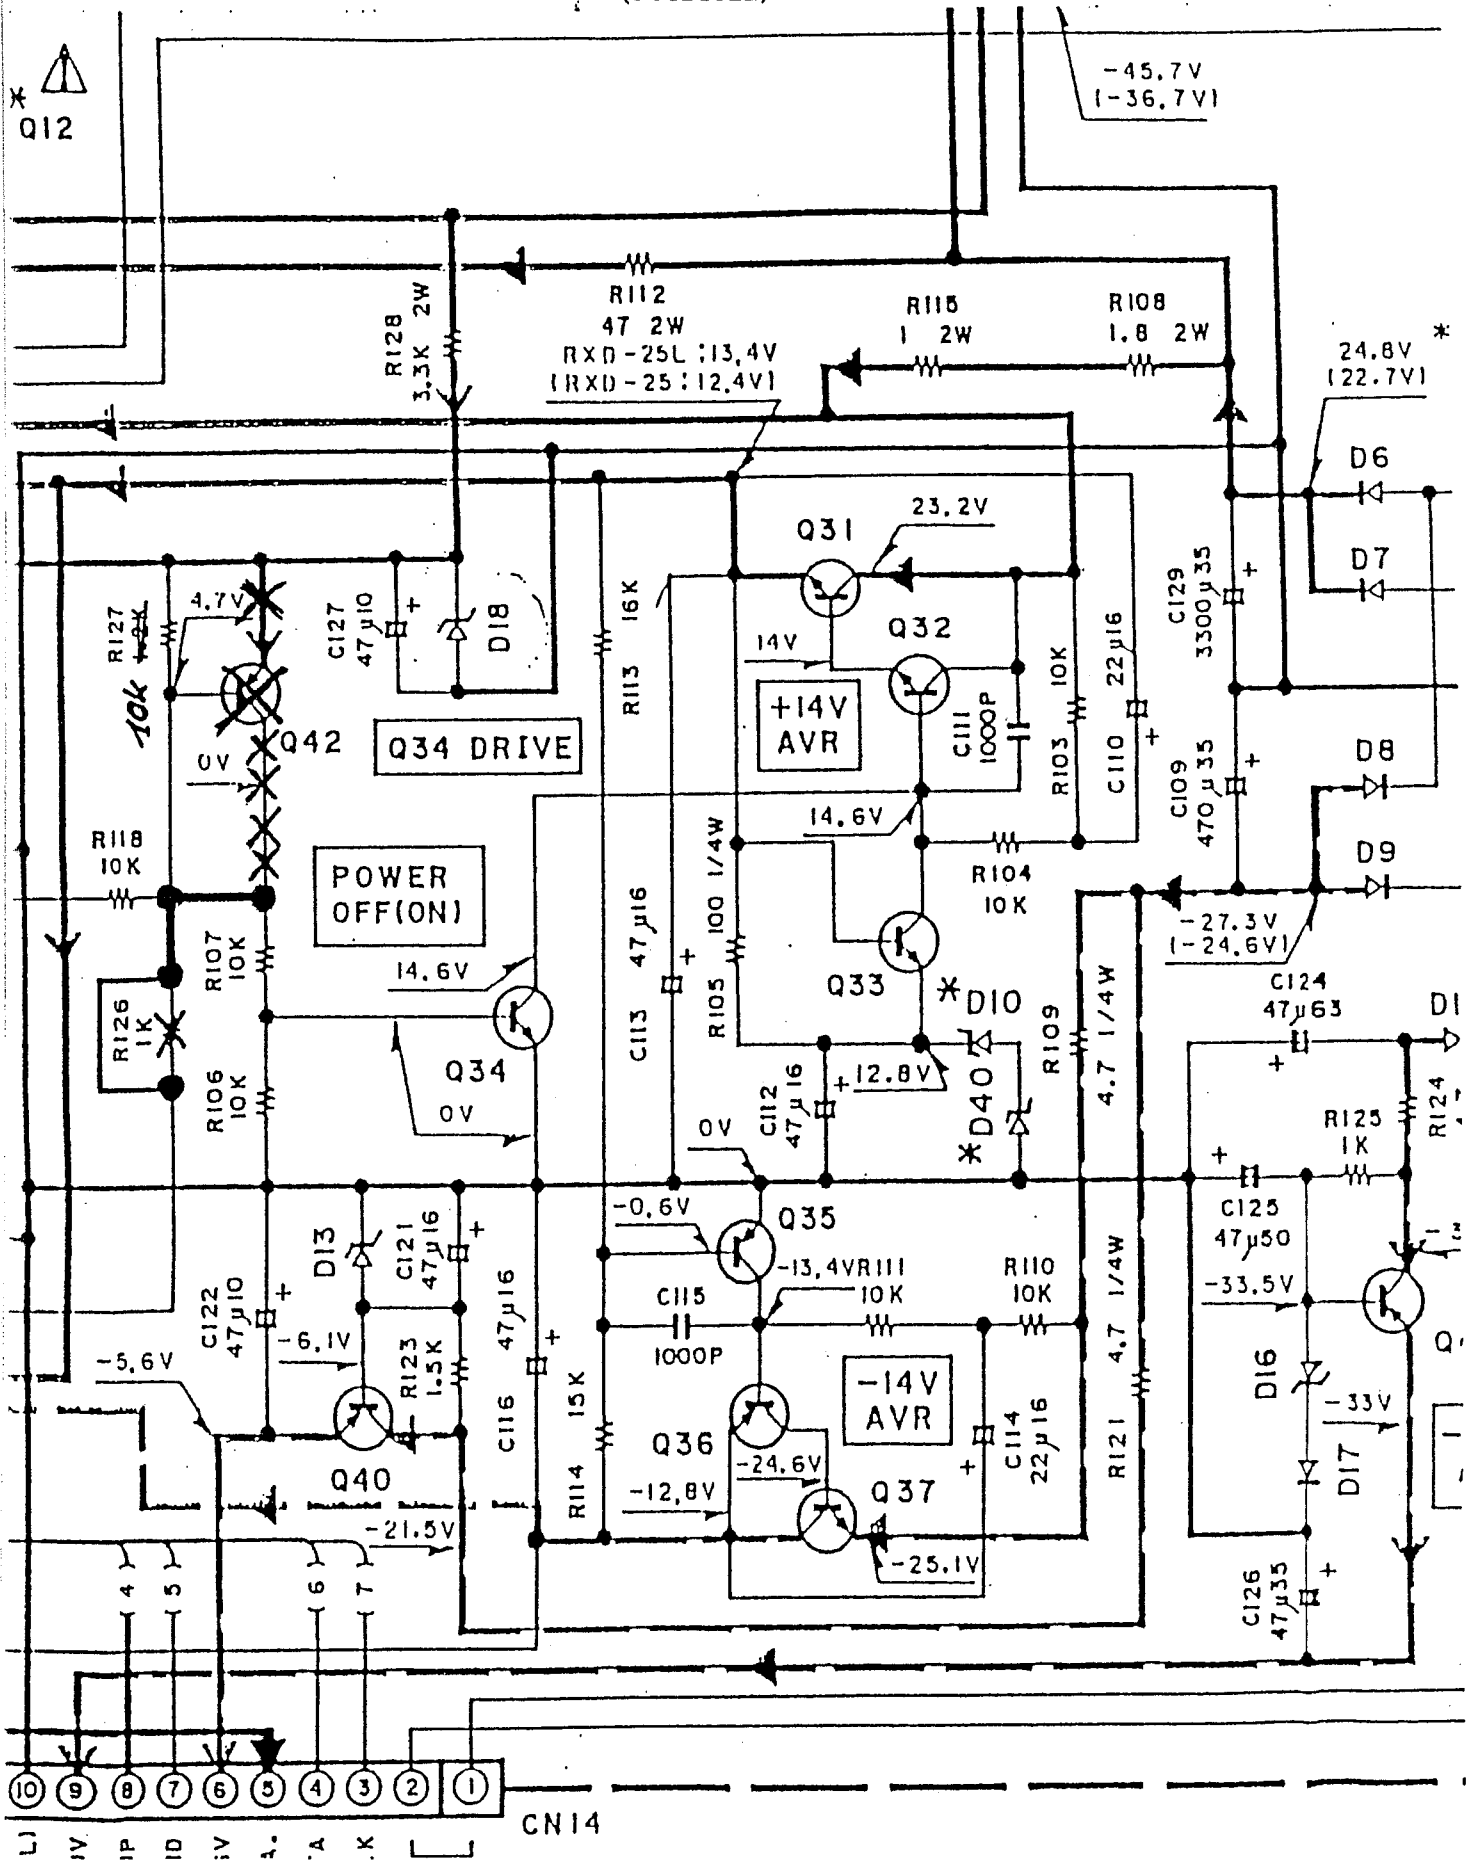 -45.7V
(-36.7V)
*
Q12
R128
3.3K 2W
R112
47 2W
RXD-25L:13.4V
(RXD-25:12.4V)
R115
1 2W
R108
1.8 2W
*
24.8V
(22.7V)
D6
D7
Q31
23.2V
R127
10K
4.7V
C127
47µ10
+
D18
R113
16K
Q32
14V
+14V
AVR
C111
1000P
R103
10K
C110
22µ16
+
C129
3300µ35
+
Q42
0V
Q34 DRIVE
D8
C109
470µ35
+
14.6V
R118
10K
POWER
OFF(ON)
R104
10K
D9
-27.3V
(-24.6V)
R107
10K
14.6V
C113
47µ16
+
R105
100 1/4W
Q33
*
D10
R109
4.7 1/4W
C124
47µ63
+
D1
R126
1K
R106
10K
Q34
0V
C112
47µ16
+
12.8V
*
D40
R124
R125
1K
0V
-0.6V
Q35
+
C125
47µ50
D13
C121
47µ16
+
C122
47µ10
+
-6.1V
-5.6V
R123
1.5K
C116
47µ16
+
C115
1000P
-13.4V
R111
10K
R110
10K
-33.5V
R121
4.7 1/4W
D16
-33V
D17
-14V
AVR
R114
15K
Q36
-24.6V
-12.8V
Q37
C114
22µ16
+
Q40
-21.5V
-25.1V
C126
47µ35
+
4
5
6
7
10 9 8 7 6 5 4 3 2 1
CN14